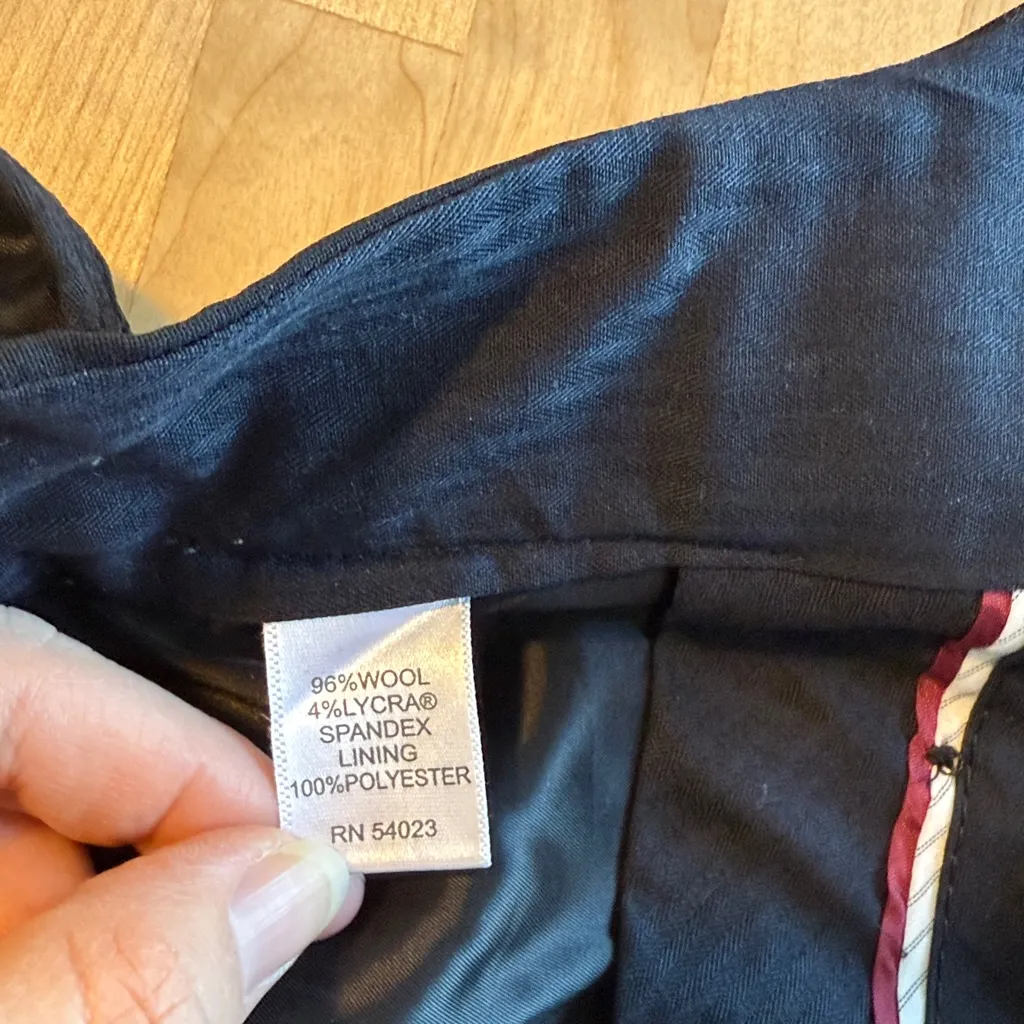 96%WOOL
4%LYCRA®
SPANDEX
LINING
100%POLYESTER
RN 54023